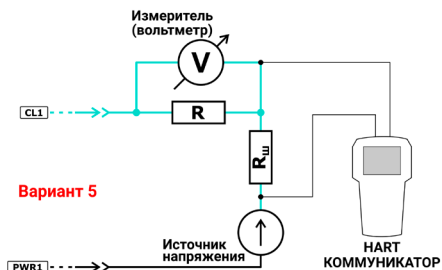 Измеритель
(вольтметр)
V
CL1
R
Rш
Вариант 5
Источник
напряжения
HART
КОММУНИКАТОР
PWR1